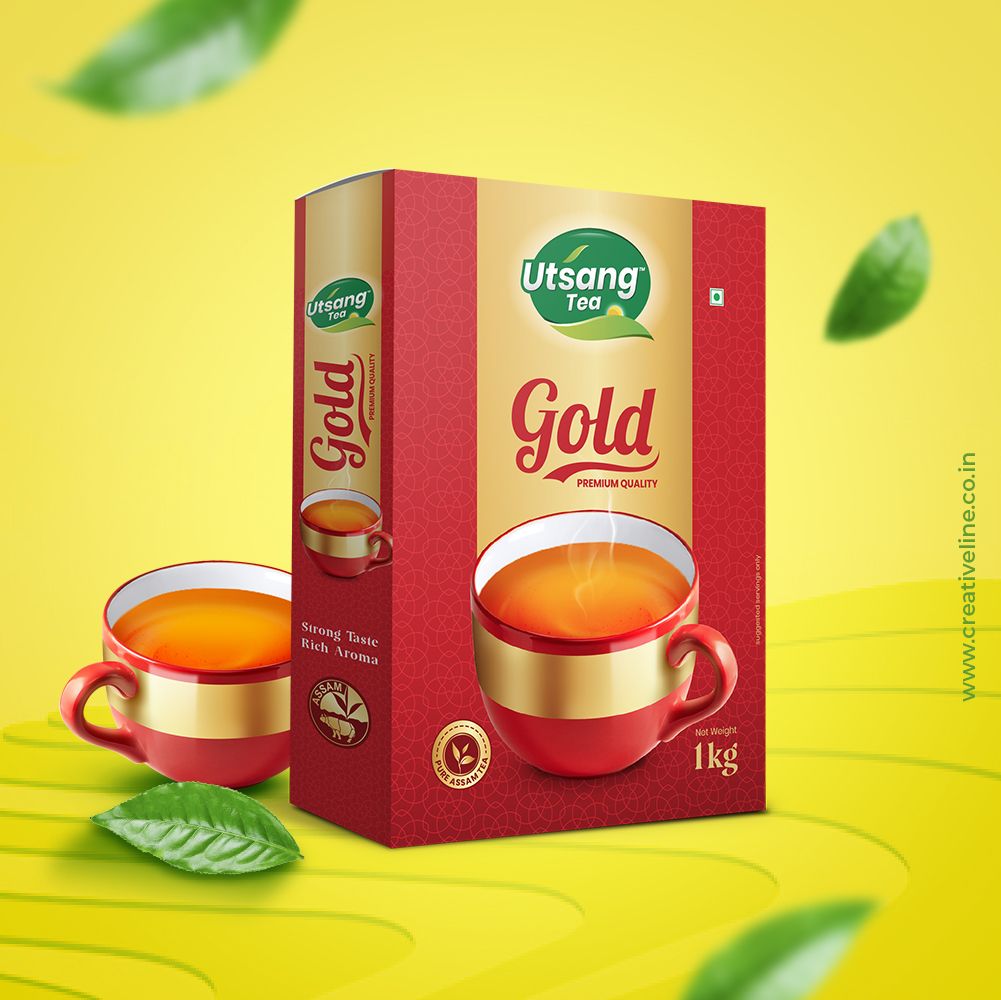 Utsang™
Tea
Gold
PREMIUM QUALITY
Strong Taste
Rich Aroma
ASSAM
Utsang™
Tea
Gold
PREMIUM QUALITY
suggested servings only
PURE ASSAM TEA
Net Weight
1kg
www.creativeline.co.in